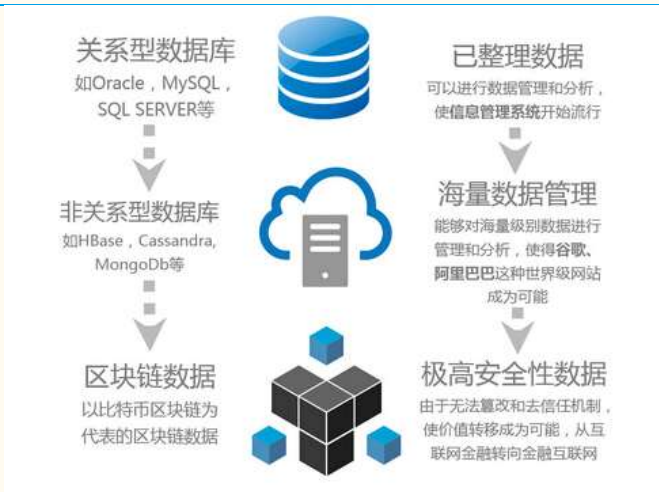 关系型数据库
如Oracle，MySQL，
SQL SERVER等
已整理数据
可以进行数据管理和分析，
使信息管理系统开始流行
非关系型数据库
如HBase，Cassandra,
MongoDb等
海量数据管理
能够对海量级别数据进行
管理和分析，使得谷歌、
阿里巴巴这种世界级网站
成为可能
区块链数据
以比特币区块链为
代表的区块链数据
极高安全性数据
由于无法篡改和去信任机制，
使价值转移成为可能，从互
联网金融转向金融互联网